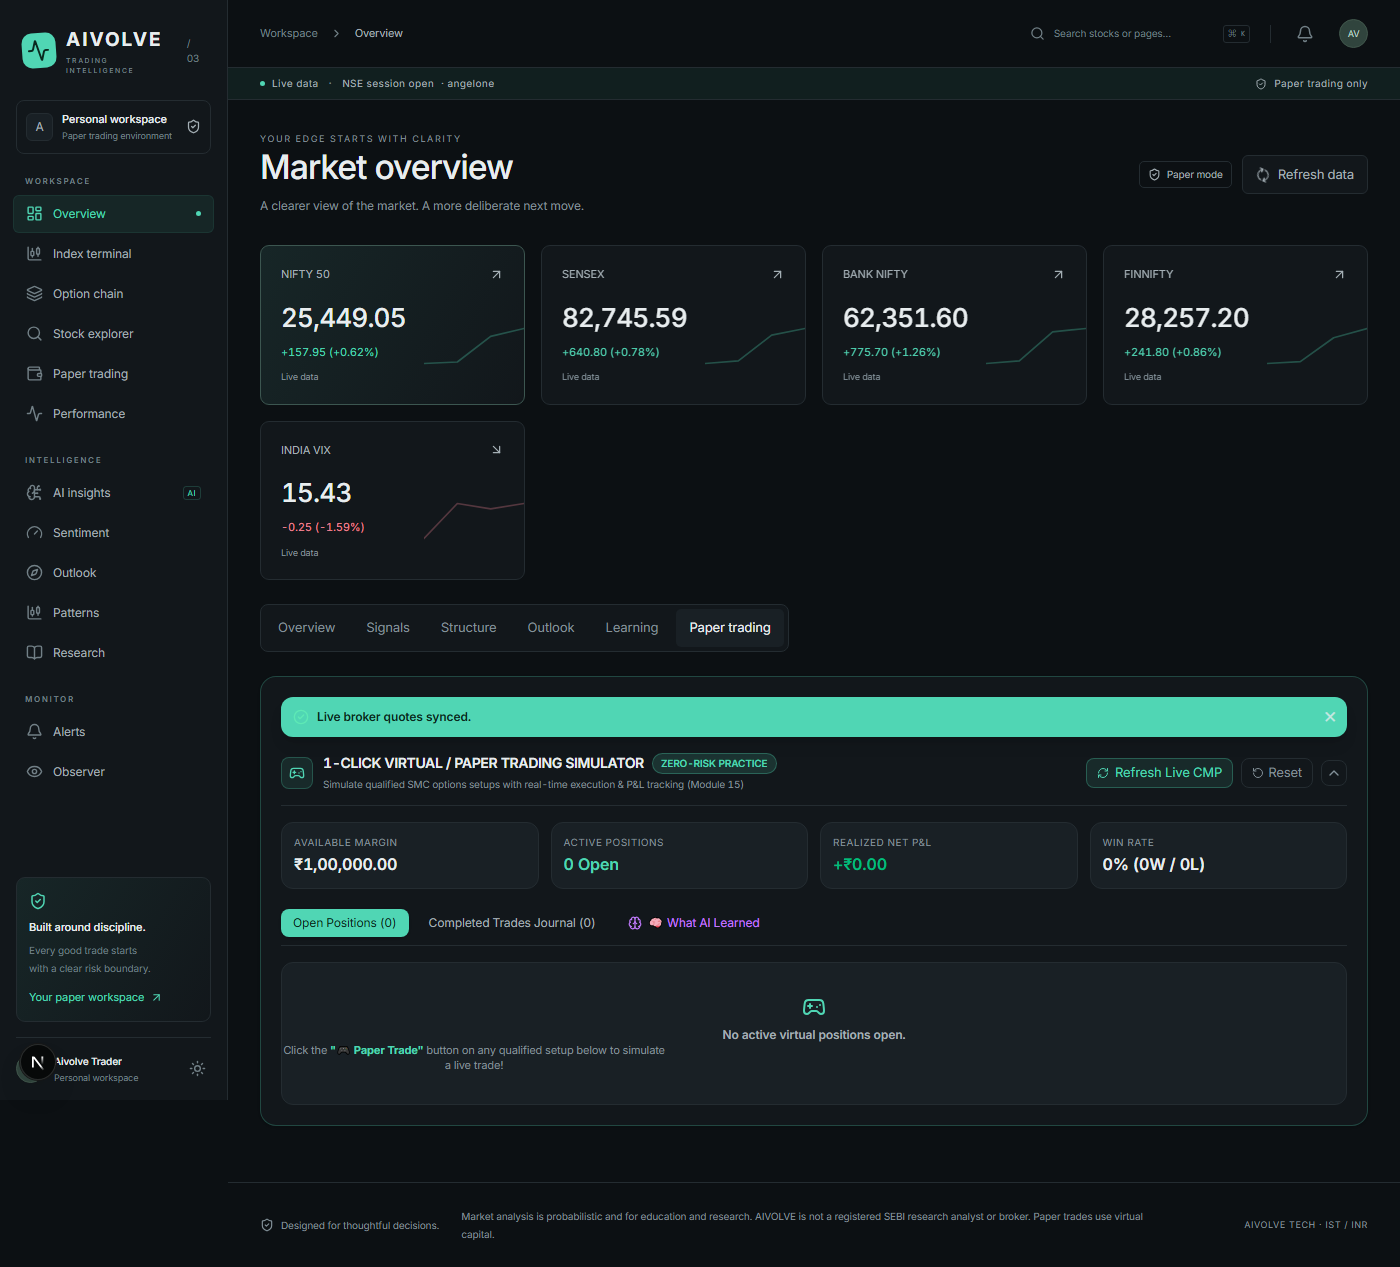 AIVOLVE
TRADING
INTELLIGENCE
/
03
A
Personal workspace
Paper trading environment
WORKSPACE
Overview
Index terminal
Option chain
Stock explorer
Paper trading
Performance
INTELLIGENCE
AI insights AI
Sentiment
Outlook
Patterns
Research
MONITOR
Alerts
Observer
Built around discipline.
Every good trade starts
with a clear risk boundary.
Your paper workspace
N
Aivolve Trader
Personal workspace
Workspace > Overview
Search stocks or pages... ⌘ K
AV
Live data · NSE session open · angelone
Paper trading only
YOUR EDGE STARTS WITH CLARITY
Market overview
A clearer view of the market. A more deliberate next move.
Paper mode
Refresh data
NIFTY 50
25,449.05
+157.95 (+0.62%)
Live data
SENSEX
82,745.59
+640.80 (+0.78%)
Live data
BANK NIFTY
62,351.60
+775.70 (+1.26%)
Live data
FINNIFTY
28,257.20
+241.80 (+0.86%)
Live data
INDIA VIX
15.43
-0.25 (-1.59%)
Live data
Overview Signals Structure Outlook Learning Paper trading
Live broker quotes synced.
1-CLICK VIRTUAL / PAPER TRADING SIMULATOR ZERO-RISK PRACTICE
Simulate qualified SMC options setups with real-time execution & P&L tracking (Module 15)
Refresh Live CMP
Reset
AVAILABLE MARGIN
₹1,00,000.00
ACTIVE POSITIONS
0 Open
REALIZED NET P&L
+₹0.00
WIN RATE
0% (0W / 0L)
Open Positions (0) Completed Trades Journal (0) 🧠 What AI Learned
No active virtual positions open.
Click the "🎮 Paper Trade" button on any qualified setup below to simulate
a live trade!
Designed for thoughtful decisions.
Market analysis is probabilistic and for education and research. AIVOLVE is not a registered SEBI research analyst or broker. Paper trades use virtual
capital.
AIVOLVE TECH · IST / INR